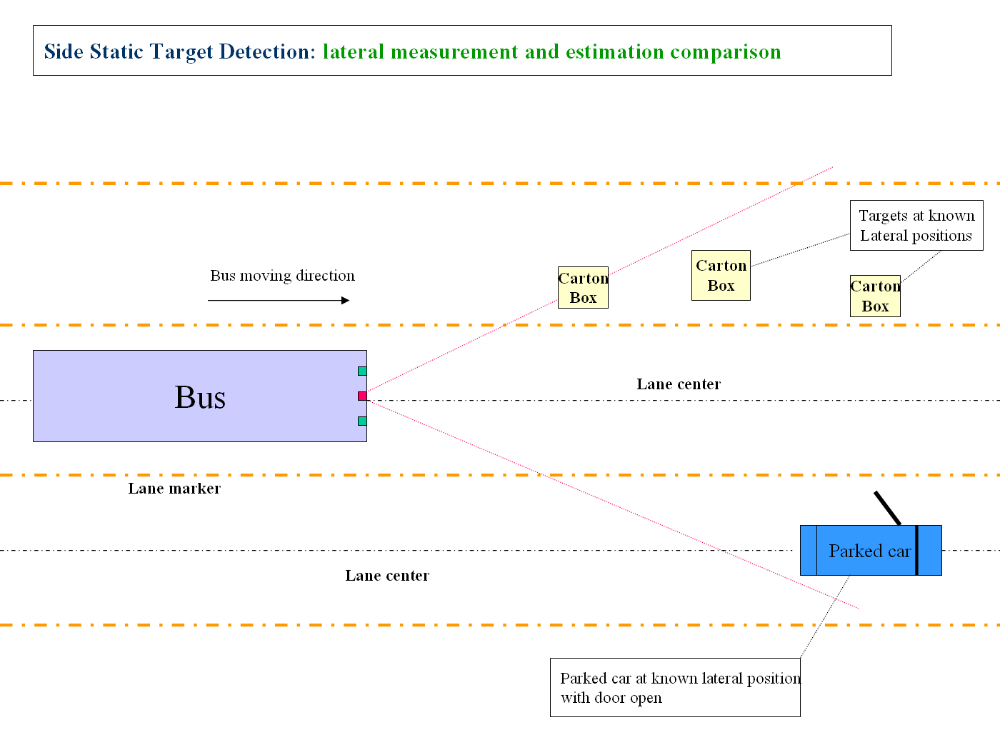 Side Static Target Detection: lateral measurement and estimation comparison
Targets at known
Lateral positions
Bus moving direction
Carton
Box
Carton
Box
Carton
Box
Bus
Lane center
Lane marker
Parked car
Lane center
Parked car at known lateral position
with door open